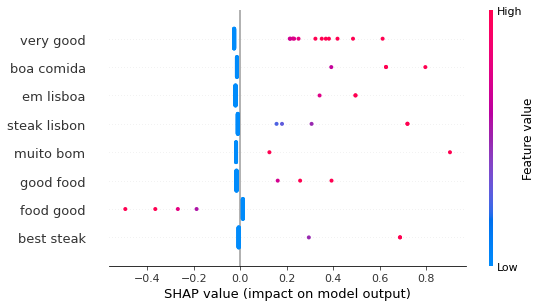 High
very good
boa comida
em lisboa
steak lisbon
muito bom
good food
food good
best steak
Feature value
Low
−0.4 −0.2 0.0 0.2 0.4 0.6 0.8
SHAP value (impact on model output)